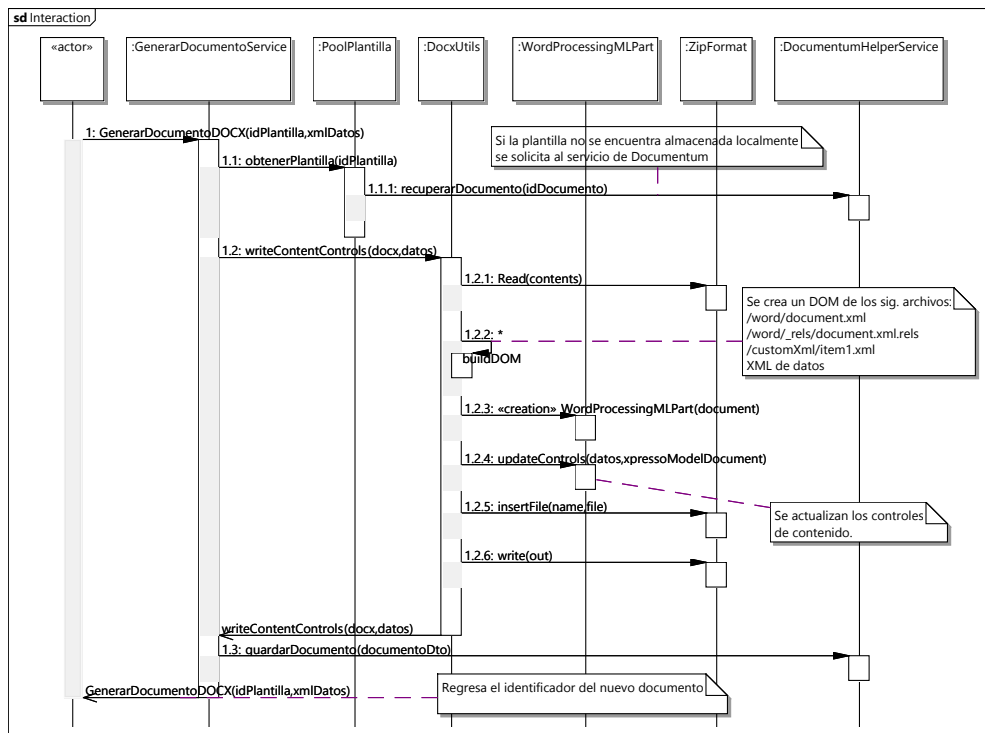 sd Interaction
«actor»
:GenerarDocumentoService
:PoolPlantilla
:DocxUtils
:WordProcessingMLPart
:ZipFormat
:DocumentumHelperService
1: GenerarDocumentoDOCX(idPlantilla,xmlDatos)
Si la plantilla no se encuentra almacenada localmente
se solicita al servicio de Documentum
1.1: obtenerPlantilla(idPlantilla)
1.1.1: recuperarDocumento(idDocumento)
1.2: writeContentControls(docx,datos)
1.2.1: Read(contents)
Se crea un DOM de los sig. archivos:
/word/document.xml
/word/_rels/document.xml.rels
/customXml/item1.xml
XML de datos
1.2.2: *
buildDOM
1.2.3: «creation» WordProcessingMLPart(document)
1.2.4: updateControls(datos,xpressoModelDocument)
1.2.5: insertFile(name,file)
Se actualizan los controles
de contenido.
1.2.6: write(out)
writeContentControls(docx,datos)
1.3: guardarDocumento(documentoDto)
GenerarDocumentoDOCX(idPlantilla,xmlDatos)
Regresa el identificador del nuevo documento